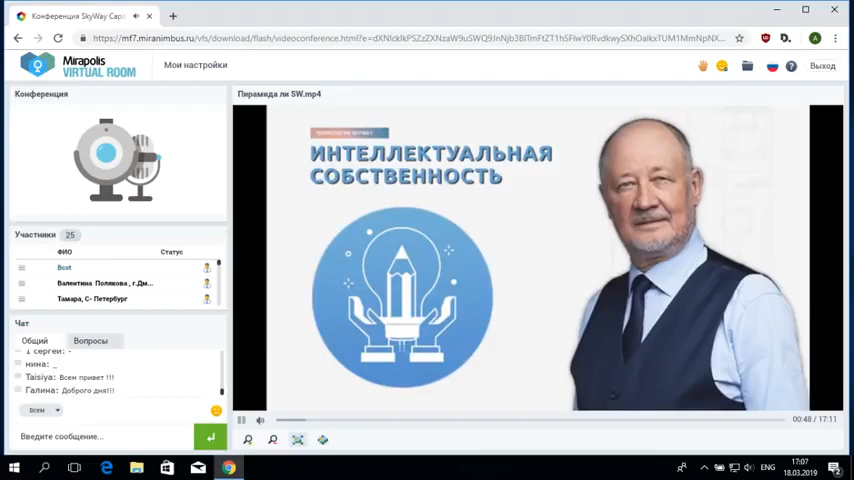 Конференция SkyWay Capi
https://mf7.miranimbus.ru/vfs/download/flash/videoconference.html?
Mirapolis
VIRTUAL ROOM
Мои настройки
Выход
Конференция
Пирамида ли SW.mp4
ИНТЕЛЛЕКТУАЛЬНАЯ
СОБСТВЕННОСТЬ
Участники 25
ФИО Статус
Best
Валентина Полякова , г.Дм...
Тамара, С- Петербург
Чат
Общий Вопросы
1 сергей: -
нина: _
Taisiya: Всем привет !!!
Галина: Доброго дня!!!
Всем
Введите сообщение...
00:48 / 17:11
ENG
17:07
18.03.2019